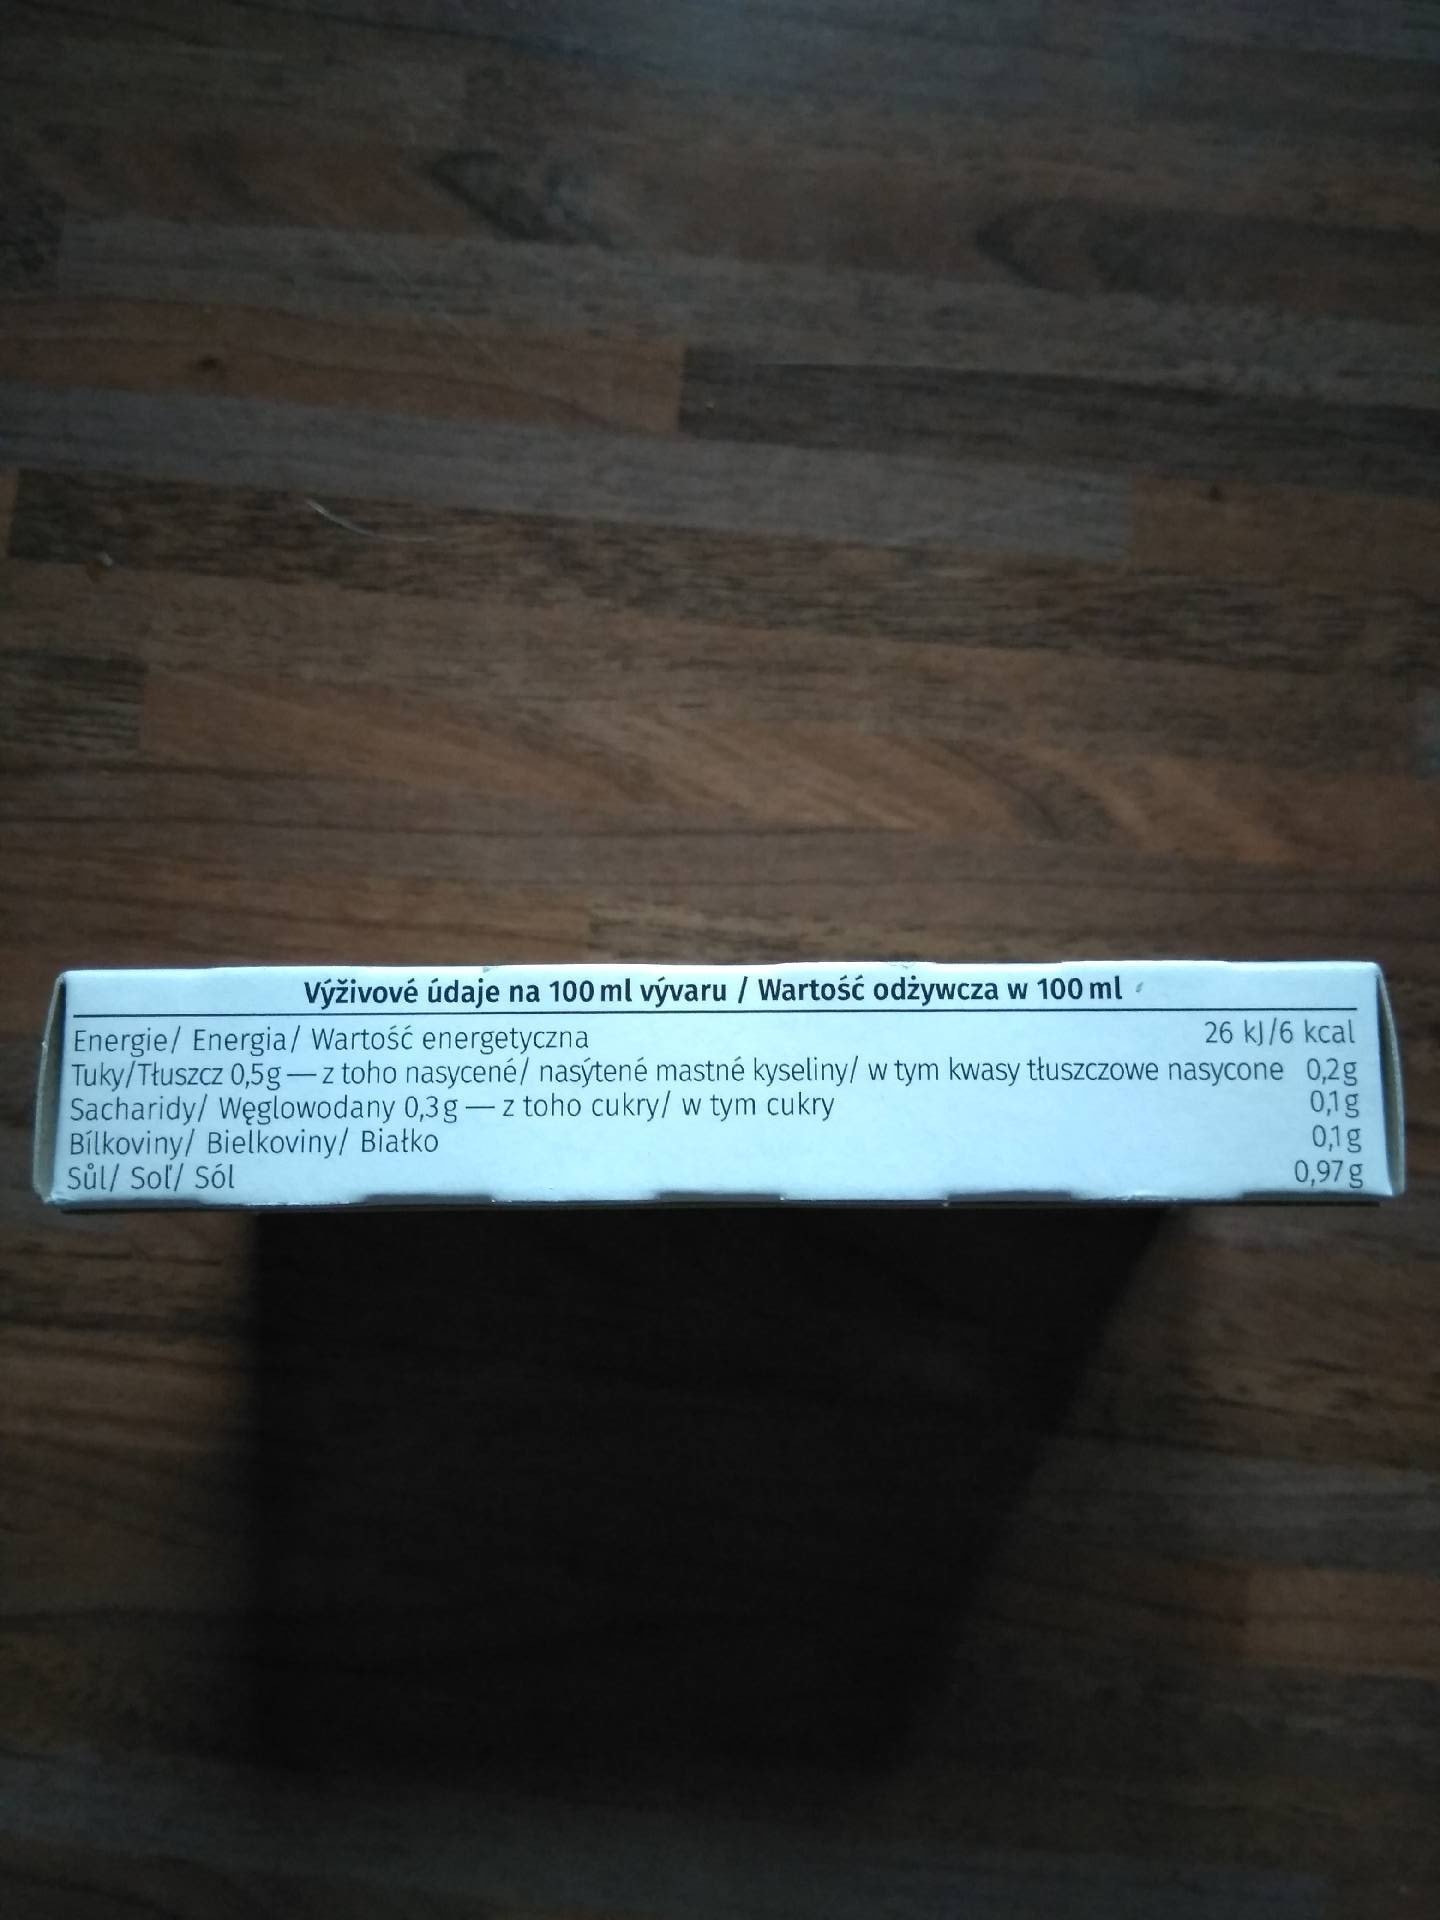 Výživové údaje na 100 ml vývaru / Wartość odżywcza w 100 ml
Energie/ Energia/ Wartość energetyczna 26 kJ/6 kcal
Tuky/Tłuszcz 0,5g — z toho nasycené/ nasýtené mastné kyseliny/ w tym kwasy tłuszczowe nasycone 0,2g
Sacharidy/ Węglowodany 0,3g — z toho cukry/ w tym cukry 0,1g
Bílkoviny/ Bielkoviny/ Białko 0,1g
Sůl/ Soľ/ Sól 0,97g